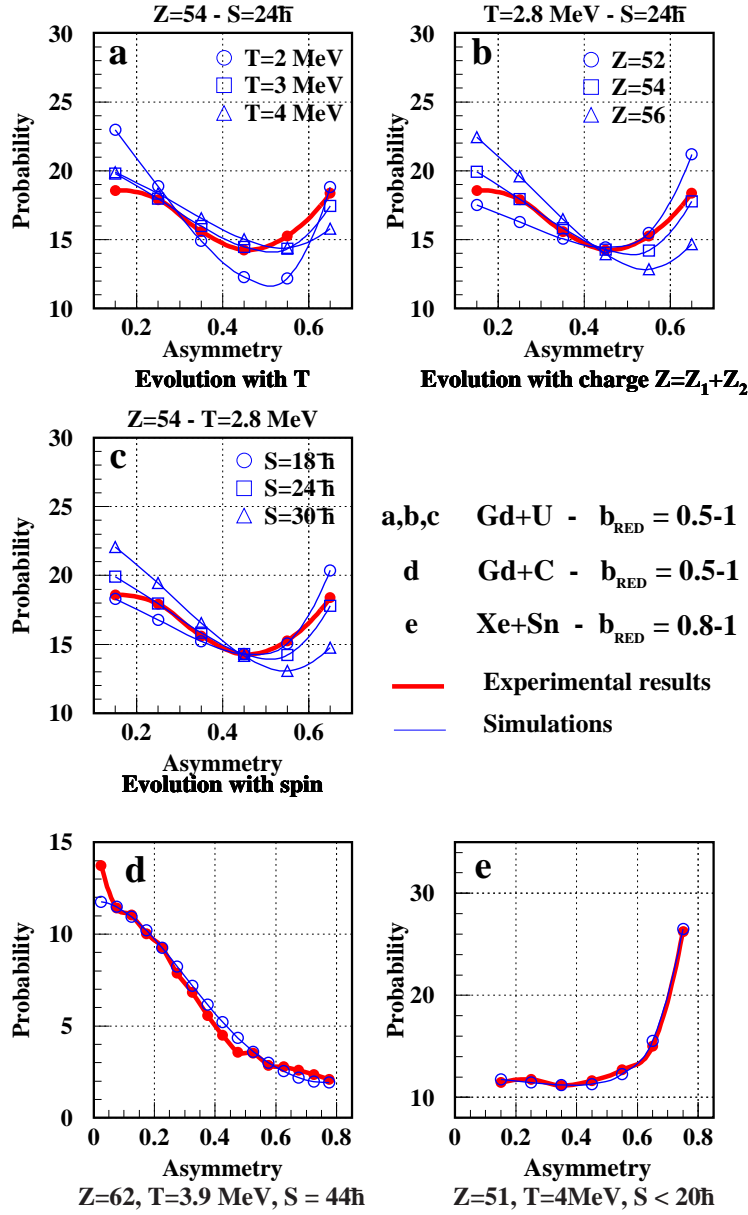 Z=54 - S=24ħ
T=2.8 MeV - S=24ħ
a
T=2 MeV
T=3 MeV
T=4 MeV
30
25
20
15
10
0.2 0.4 0.6
Probability
Asymmetry
Evolution with T
b
Z=52
Z=54
Z=56
30
25
20
15
10
0.2 0.4 0.6
Probability
Asymmetry
Evolution with charge Z=Z₁+Z₂
Z=54 - T=2.8 MeV
c
S=18ħ
S=24ħ
S=30ħ
30
25
20
15
10
0.2 0.4 0.6
Probability
Asymmetry
Evolution with spin
a,b,c Gd+U - b_RED = 0.5-1
d Gd+C - b_RED = 0.5-1
e Xe+Sn - b_RED = 0.8-1
Experimental results
Simulations
d
15
10
5
0
0 0.2 0.4 0.6 0.8
Probability
Asymmetry
Z=62, T=3.9 MeV, S = 44ħ
e
30
20
10
0 0.2 0.4 0.6 0.8
Probability
Asymmetry
Z=51, T=4MeV, S < 20ħ